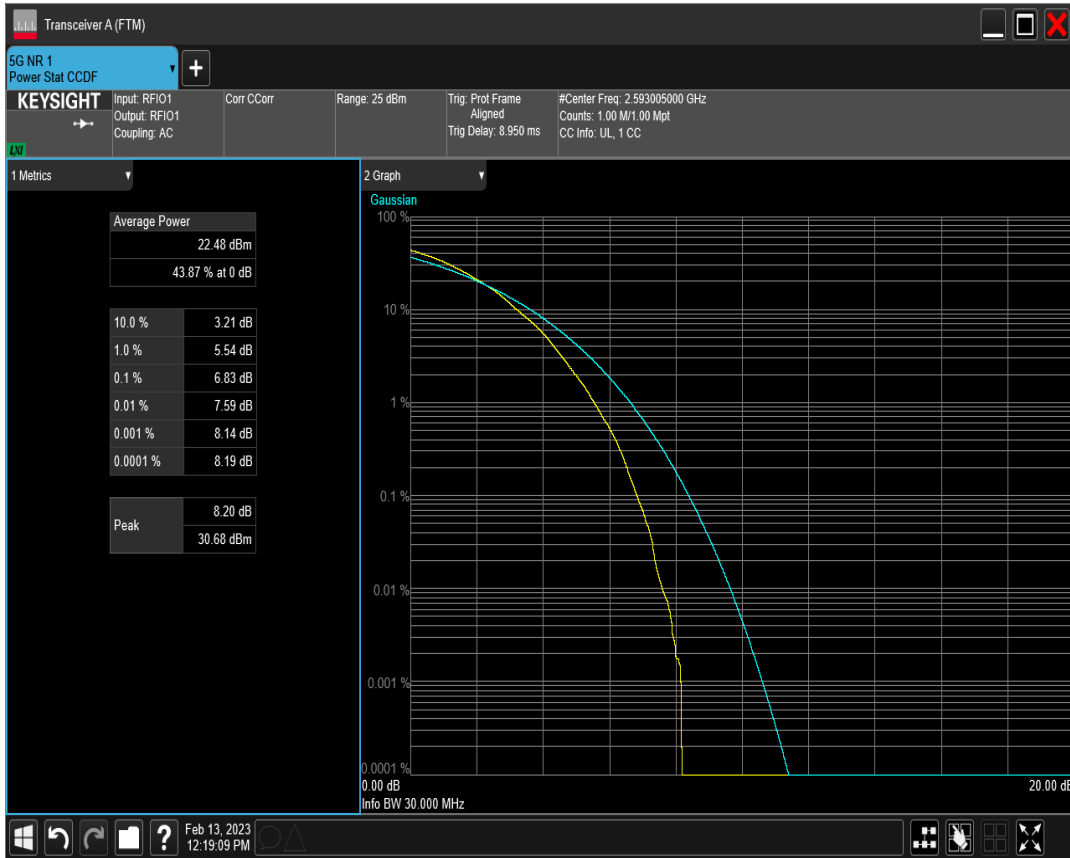 Transceiver A (FTM)
5G NR 1
Power Stat CCDF
+
KEYSIGHT
LXI
Input: RFIO1
Output: RFIO1
Coupling: AC
Corr CCorr
Range: 25 dBm
Trig: Prot Frame
Aligned
Trig Delay: 8.950 ms
#Center Freq: 2.593005000 GHz
Counts: 1.00 M/1.00 Mpt
CC Info: UL, 1 CC
1 Metrics
Average Power
22.48 dBm
43.87 % at 0 dB
10.0 % 3.21 dB
1.0 % 5.54 dB
0.1 % 6.83 dB
0.01 % 7.59 dB
0.001 % 8.14 dB
0.0001 % 8.19 dB
Peak
8.20 dB
30.68 dBm
2 Graph
Gaussian
100 %
10 %
1 %
0.1 %
0.01 %
0.001 %
0.0001 %
0.00 dB 20.00 dB
Info BW 30.000 MHz
?
Feb 13, 2023
12:19:09 PM